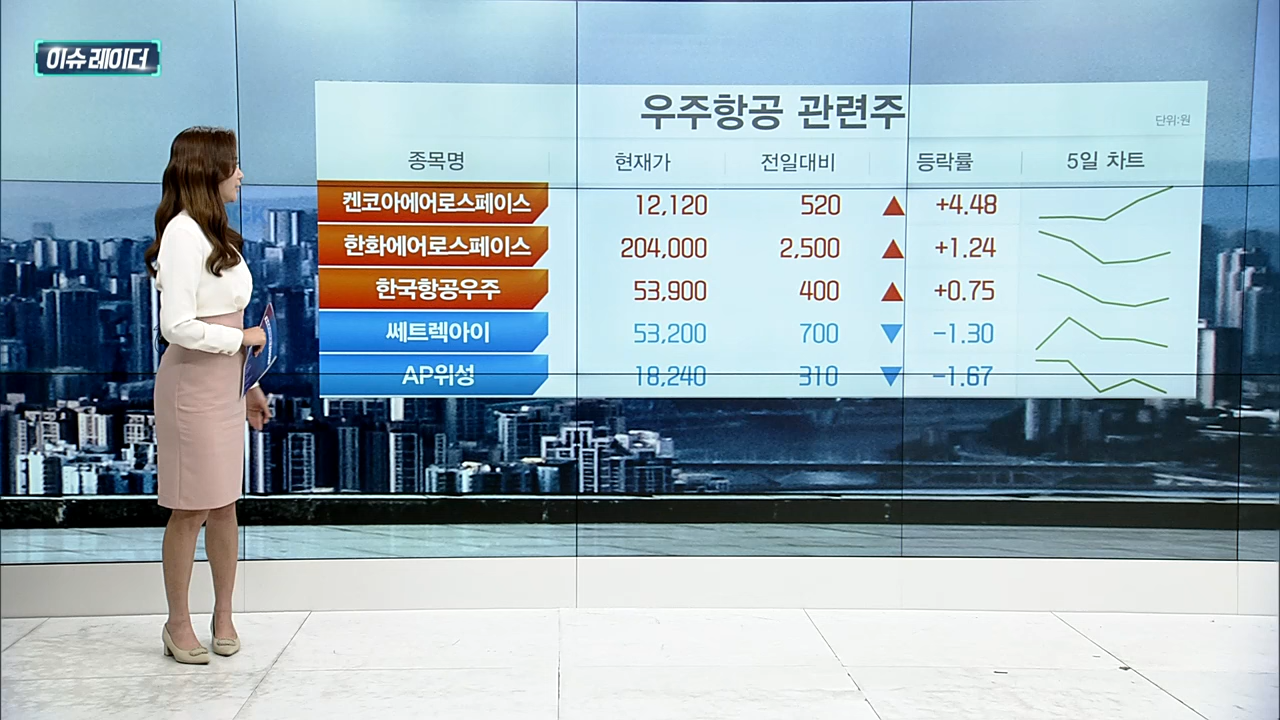 이슈 레이더
우주항공 관련주
단위:원
종목명 현재가 전일대비 등락률 5일 차트
켄코아에어로스페이스 12,120 520 ▲ +4.48
한화에어로스페이스 204,000 2,500 ▲ +1.24
한국항공우주 53,900 400 ▲ +0.75
쎄트렉아이 53,200 700 ▼ -1.30
AP위성 18,240 310 ▼ -1.67